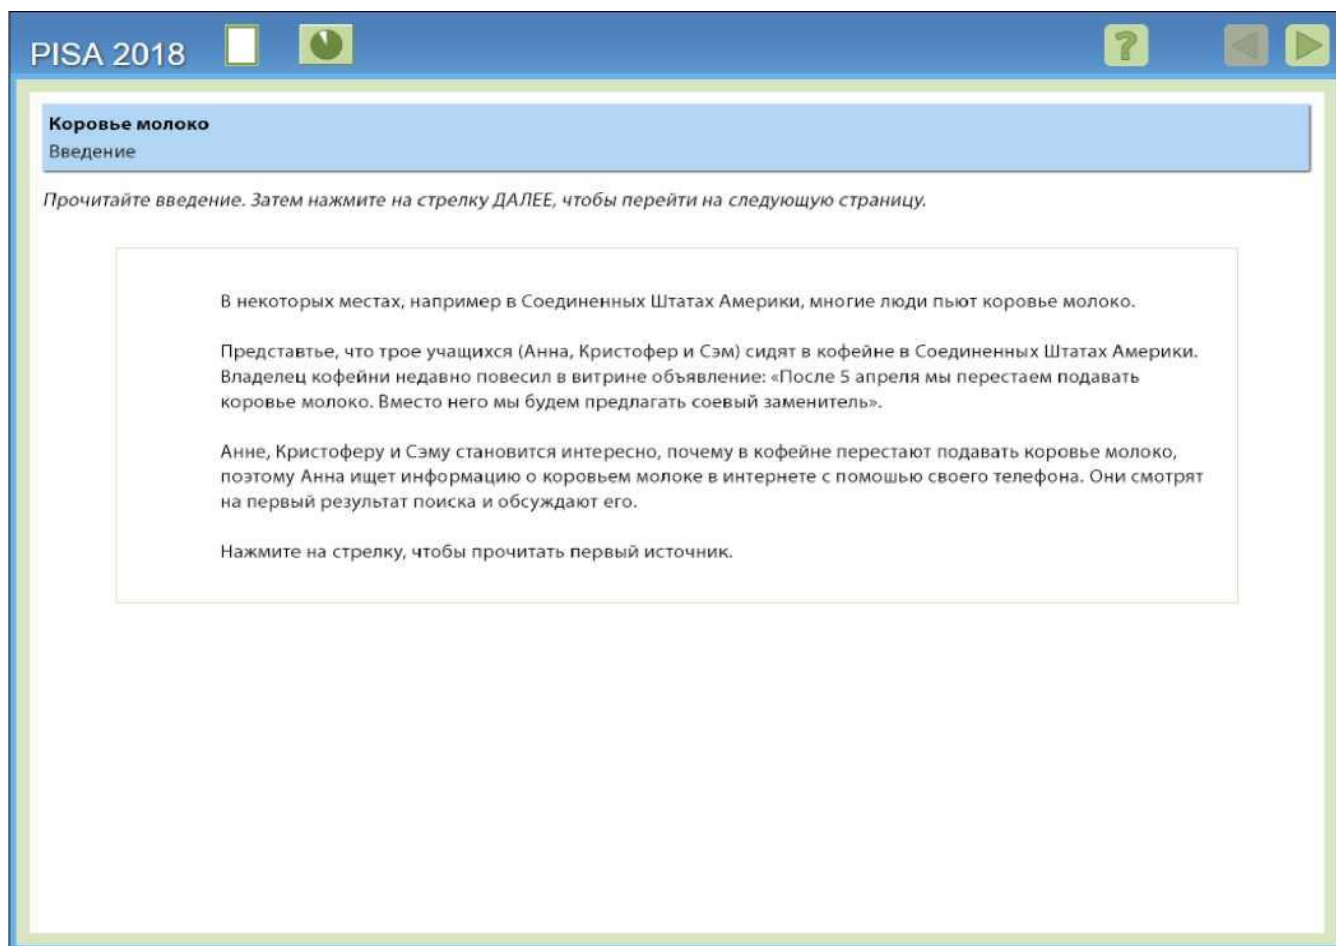 PISA 2018
?
Коровье молоко
Введение
Прочитайте введение. Затем нажмите на стрелку ДАЛЕЕ, чтобы перейти на следующую страницу.
В некоторых местах, например в Соединенных Штатах Америки, многие люди пьют коровье молоко.
Представтье, что трое учащихся (Анна, Кристофер и Сэм) сидят в кофейне в Соединенных Штатах Америки.
Владелец кофейни недавно повесил в витрине объявление: «После 5 апреля мы перестаем подавать
коровье молоко. Вместо него мы будем предлагать соевый заменитель».
Анне, Кристоферу и Сэму становится интересно, почему в кофейне перестают подавать коровье молоко,
поэтому Анна ищет информацию о коровьем молоке в интернете с помошью своего телефона. Они смотрят
на первый результат поиска и обсуждают его.
Нажмите на стрелку, чтобы прочитать первый источник.